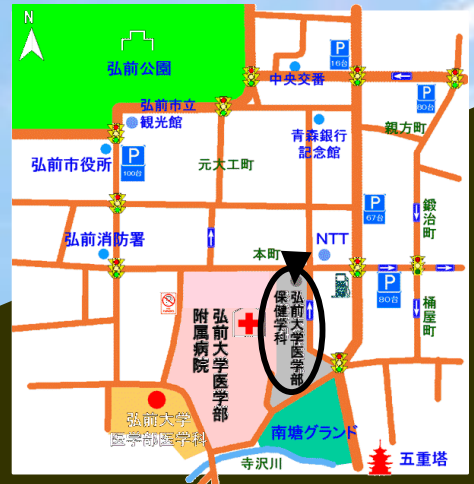 N
弘前公園
P
16台
中央交番
P
80台
弘前市立
観光館
青森銀行
記念館
親方町
弘前市役所
P
100台
元大工町
P
67台
鍛治町
弘前消防署
本町
NTT
P
80台
桶屋町
弘前大学医学部
附属病院
弘前大学医学部
保健学科
弘前大学
医学部医学科
南塘グランド
寺沢川
五重塔